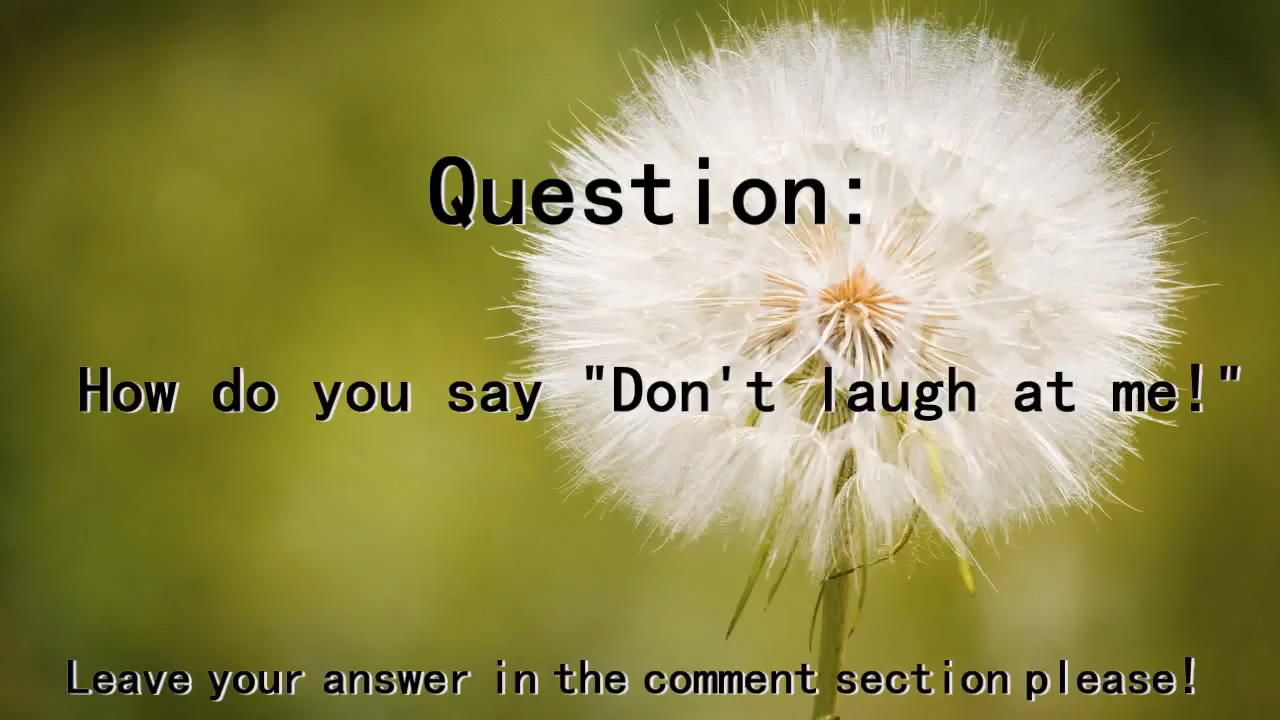 Question:
How do you say "Don't laugh at me!"
Leave your answer in the comment section please!